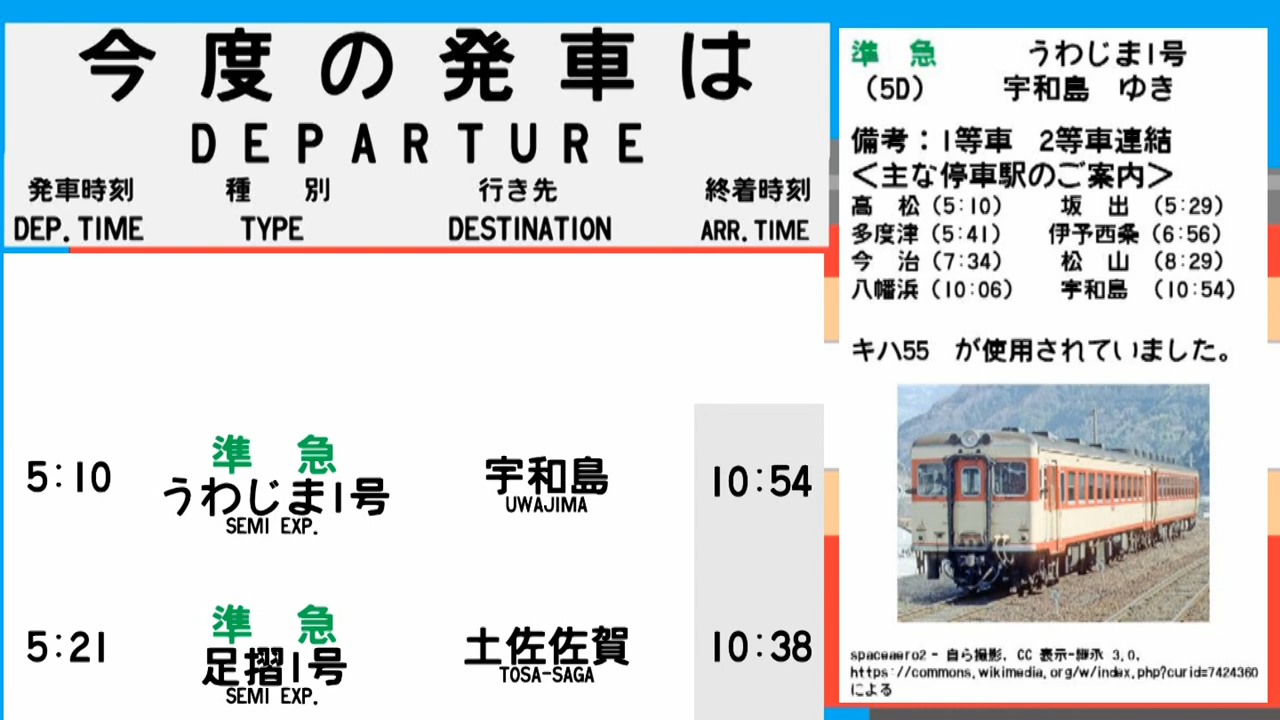 今度の発車は
DEPARTURE
発車時刻 種 別 行き先 終着時刻
DEP. TIME TYPE DESTINATION ARR. TIME
準 急
5:10 うわじま1号 宇和島 10:54
SEMI EXP. UWAJIMA
準 急
5:21 足摺1号 土佐佐賀 10:38
SEMI EXP. TOSA-SAGA
準 急 うわじま1号
(5D) 宇和島 ゆき
備考:1等車 2等車連結
<主な停車駅のご案内>
高 松(5:10) 坂 出(5:29)
多度津(5:41) 伊予西条(6:56)
今 治(7:34) 松 山(8:29)
八幡浜(10:06) 宇和島 (10:54)
キハ55 が使用されていました。
spaceaero2 - 自ら撮影, CC 表示-継承 3.0,
https://commons.wikimedia.org/w/index.php?curid=7424360
による